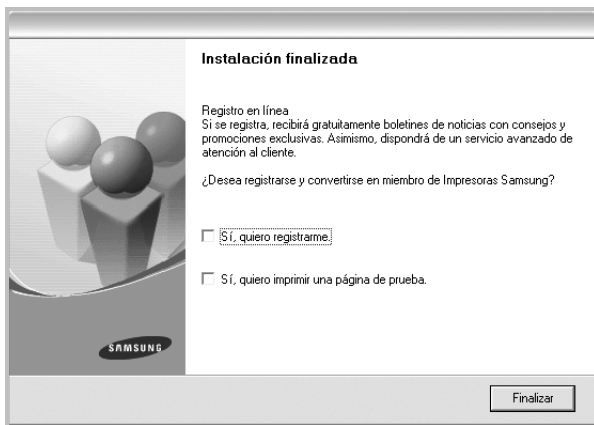 Instalación finalizada
Registro en línea
Si se registra, recibirá gratuitamente boletines de noticias con consejos y
promociones exclusivas. Asimismo, dispondrá de un servicio avanzado de
atención al cliente.
¿Desea registrarse y convertirse en miembro de Impresoras Samsung?
Sí, quiero registrarme.
Sí, quiero imprimir una página de prueba.
SAMSUNG
Finalizar